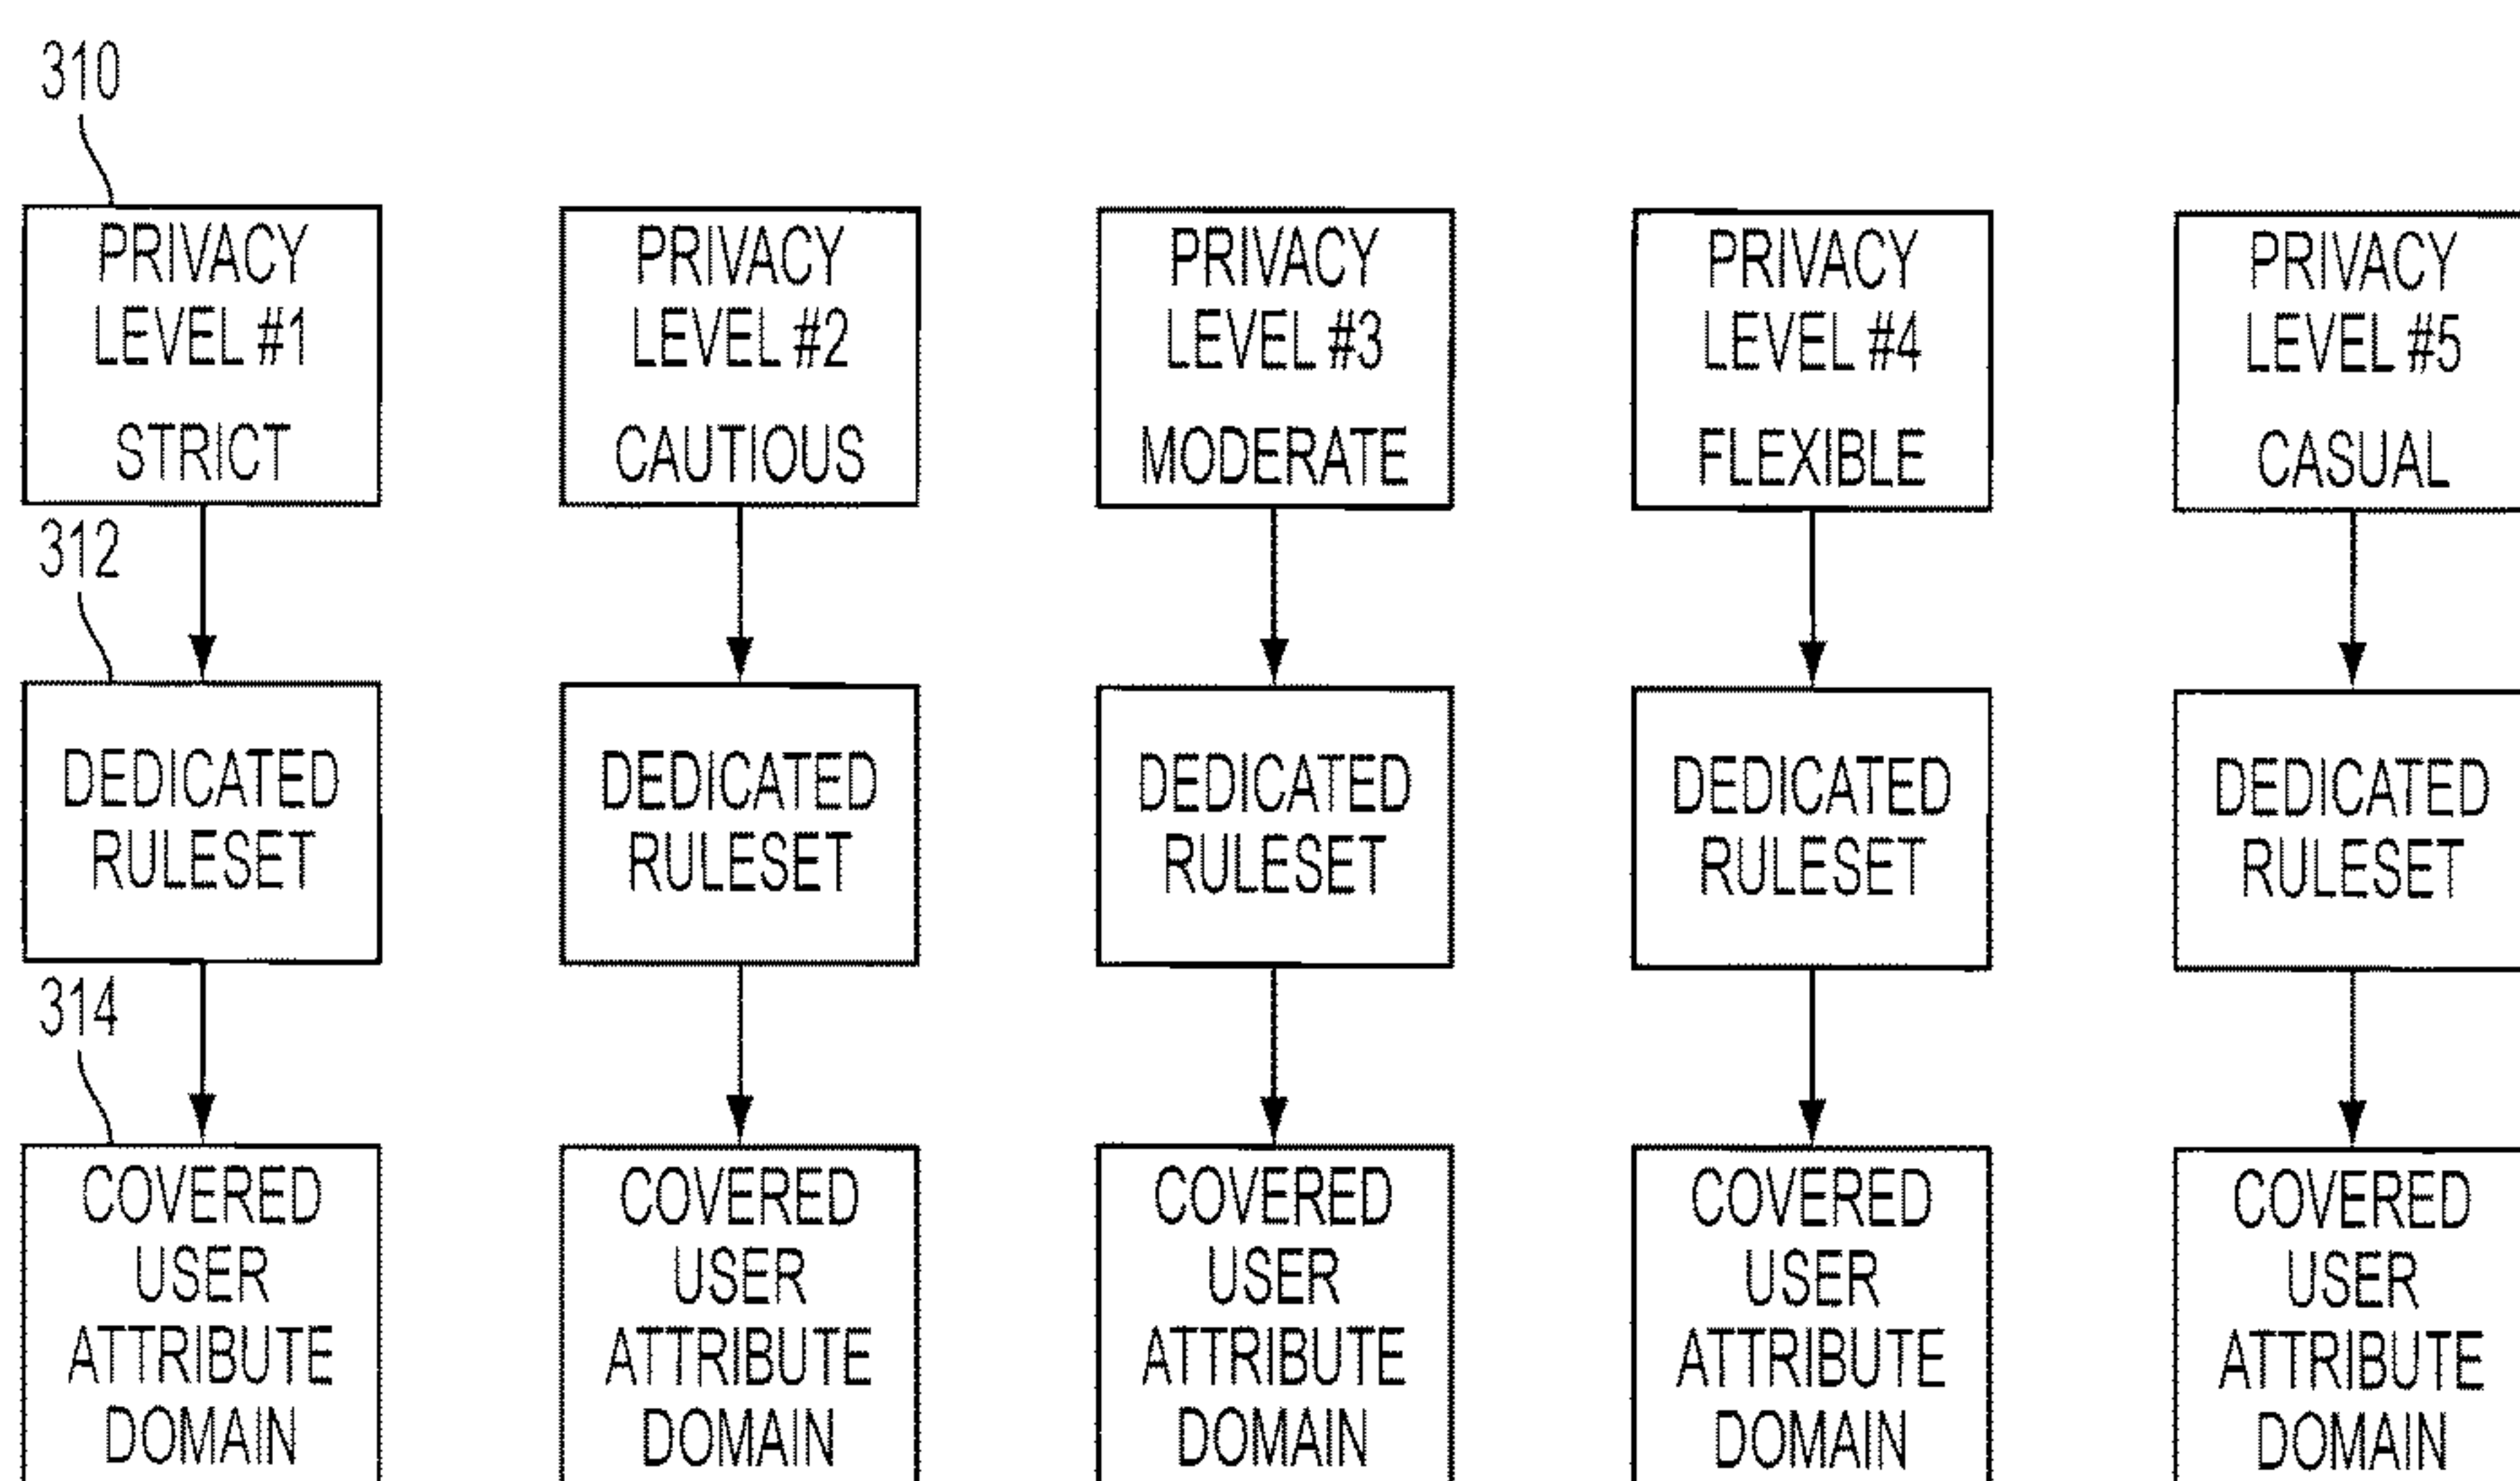 310
PRIVACY
LEVEL #1
STRICT
PRIVACY
LEVEL #2
CAUTIOUS
PRIVACY
LEVEL #3
MODERATE
PRIVACY
LEVEL #4
FLEXIBLE
PRIVACY
LEVEL #5
CASUAL
312
DEDICATED
RULESET
DEDICATED
RULESET
DEDICATED
RULESET
DEDICATED
RULESET
DEDICATED
RULESET
314
COVERED
USER
ATTRIBUTE
DOMAIN
COVERED
USER
ATTRIBUTE
DOMAIN
COVERED
USER
ATTRIBUTE
DOMAIN
COVERED
USER
ATTRIBUTE
DOMAIN
COVERED
USER
ATTRIBUTE
DOMAIN